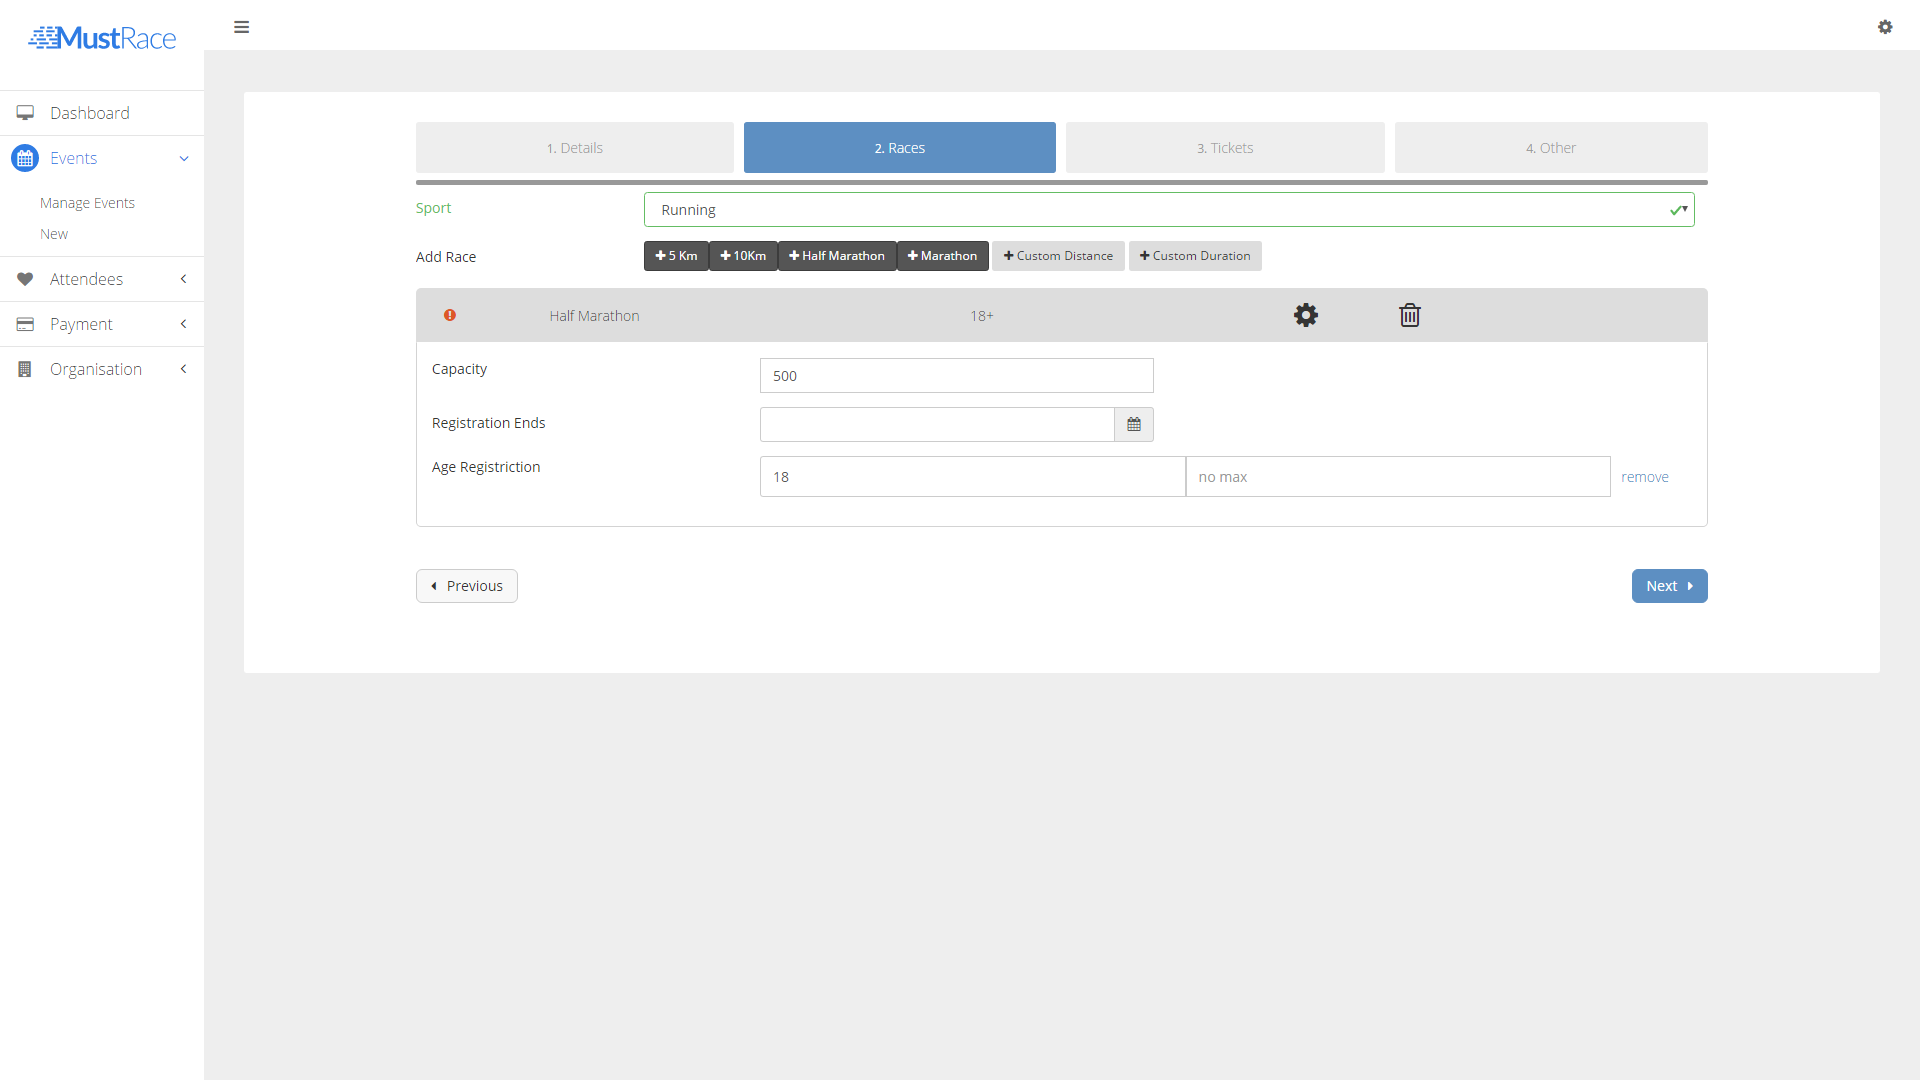 MustRace
Dashboard
Events
Manage Events
New
Attendees
Payment
Organisation
1. Details
2. Races
3. Tickets
4. Other
Sport
Running
Add Race
5 Km
10Km
Half Marathon
Marathon
Custom Distance
Custom Duration
Half Marathon
18+
Capacity
500
Registration Ends
Age Registriction
18
no max
remove
Previous
Next